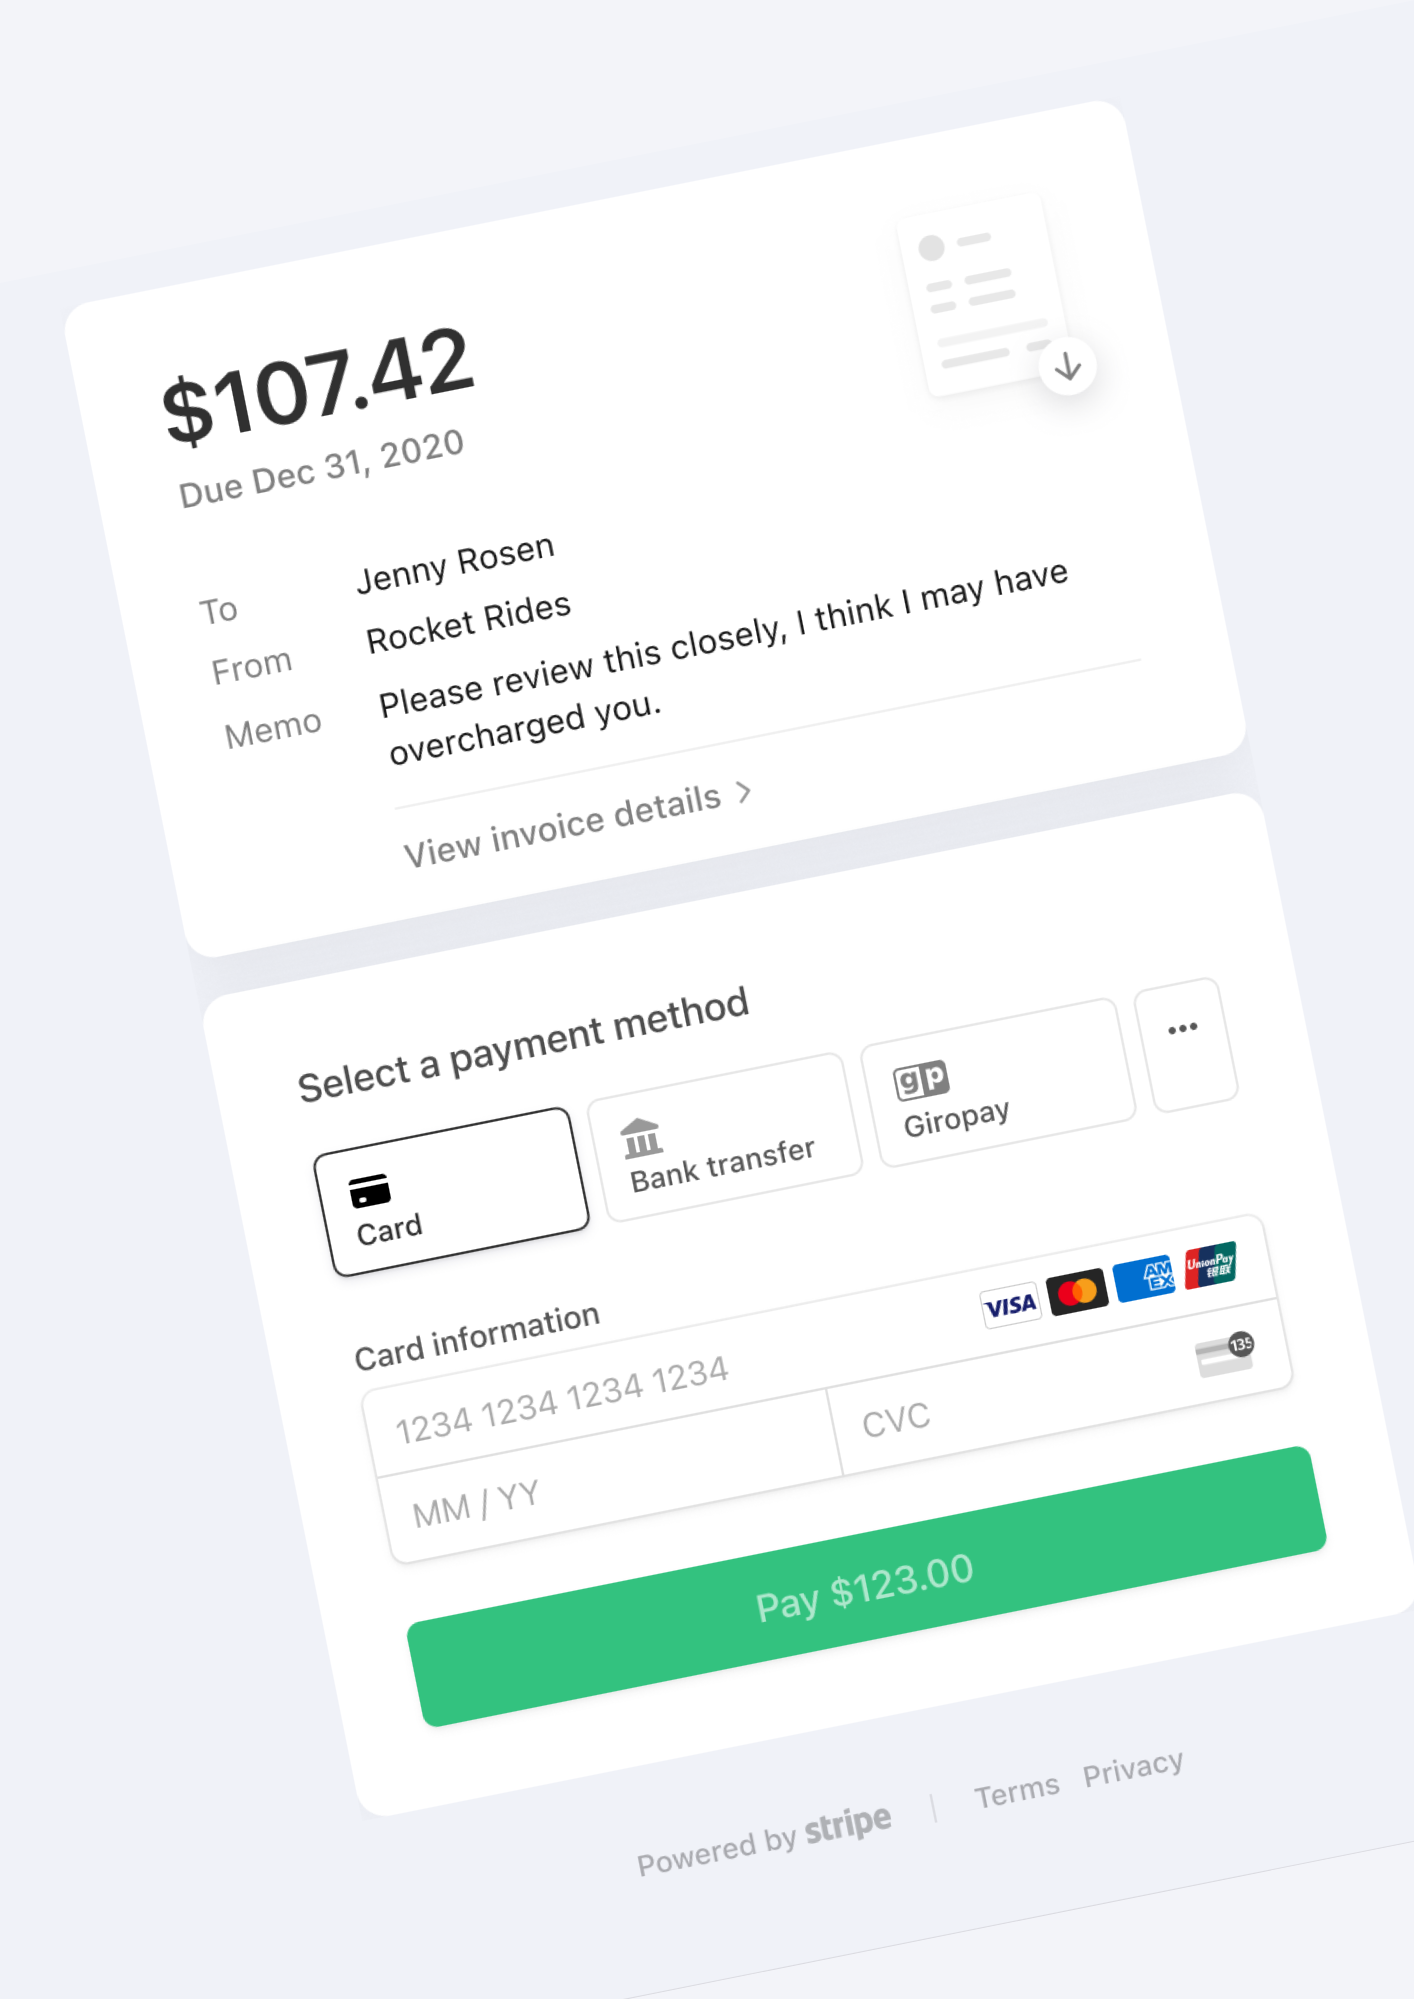 $107.42
Due Dec 31, 2020
To Jenny Rosen
From Rocket Rides
Memo Please review this closely, I think I may have
overcharged you.
View invoice details
Select a payment method
Card
Bank transfer
gp
Giropay
Card information
1234 1234 1234 1234
VISA
AM
EX
UnionPay
银联
MM / YY
CVC
135
Pay $123.00
Powered by stripe
Terms Privacy